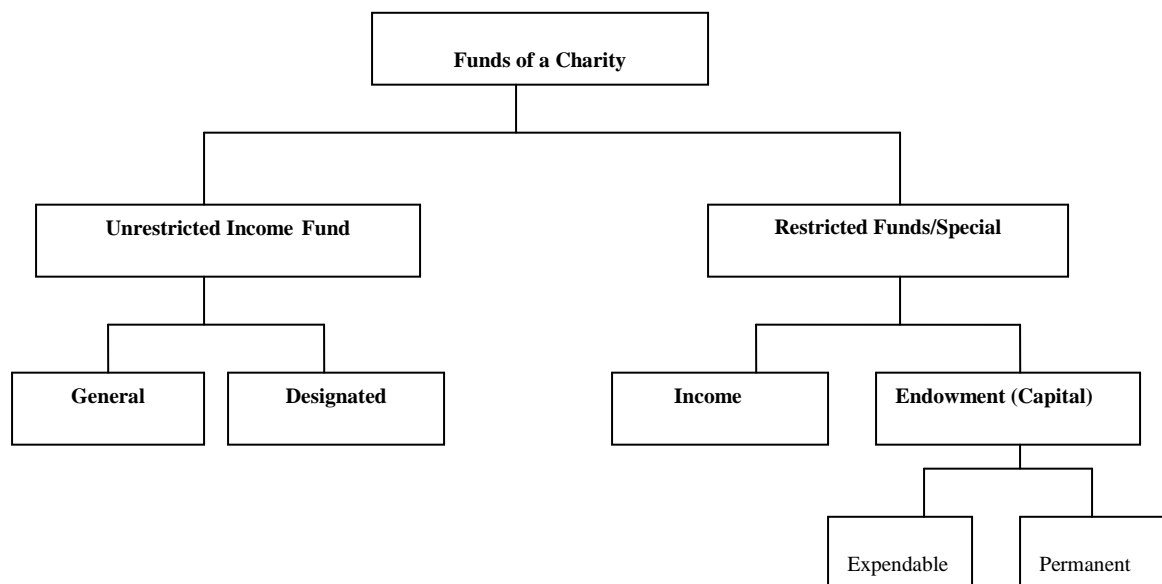 Funds of a Charity
Unrestricted Income Fund
Restricted Funds/Special
General
Designated
Income
Endowment (Capital)
Expendable
Permanent